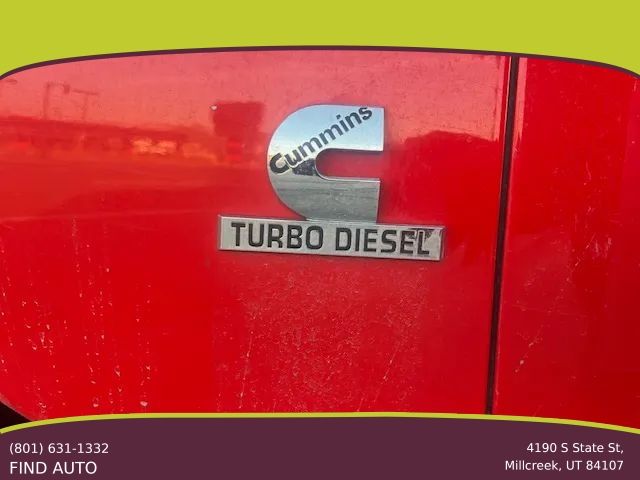 Cummins
TURBO DIESEL
(801) 631-1332
FIND AUTO
4190 S State St,
Millcreek, UT 84107